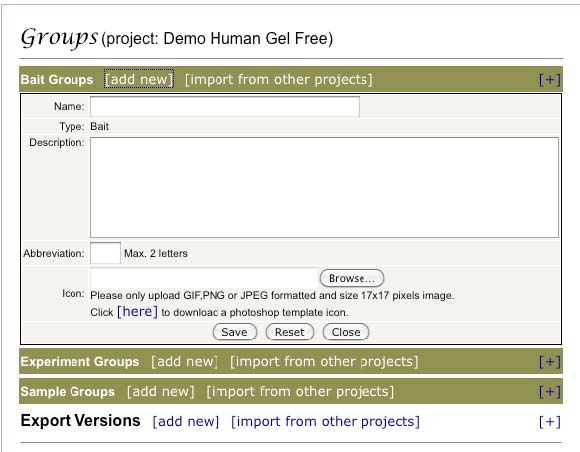 Groups (project: Demo Human Gel Free)
Bait Groups [add new] [import from other projects] [+]
Name:
Type: Bait
Description:
Abbreviation: Max. 2 letters
Browse...
Icon: Please only upload GIF,PNG or JPEG formatted and size 17x17 pixels image.
Click [here] to download a photoshop template icon.
Save Reset Close
Experiment Groups [add new] [import from other projects] [+]
Sample Groups [add new] [import from other projects] [+]
Export Versions [add new] [import from other projects] [+]